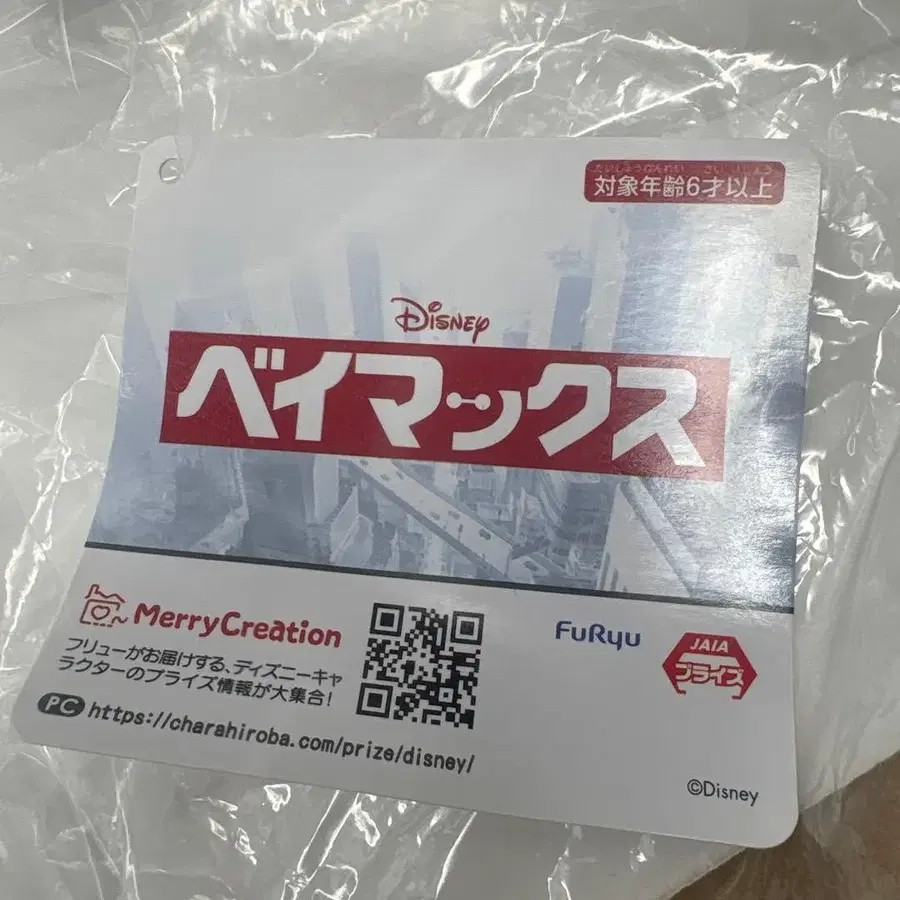 対象年齢6才以上
Disney
ベイマックス
MerryCreation
フリューがお届けする、ディズニーキャ
ラクターのプライズ情報が大集合!
PC https://charahiroba.com/prize/disney/
FuRyu
JAIA
プライズ
©Disney